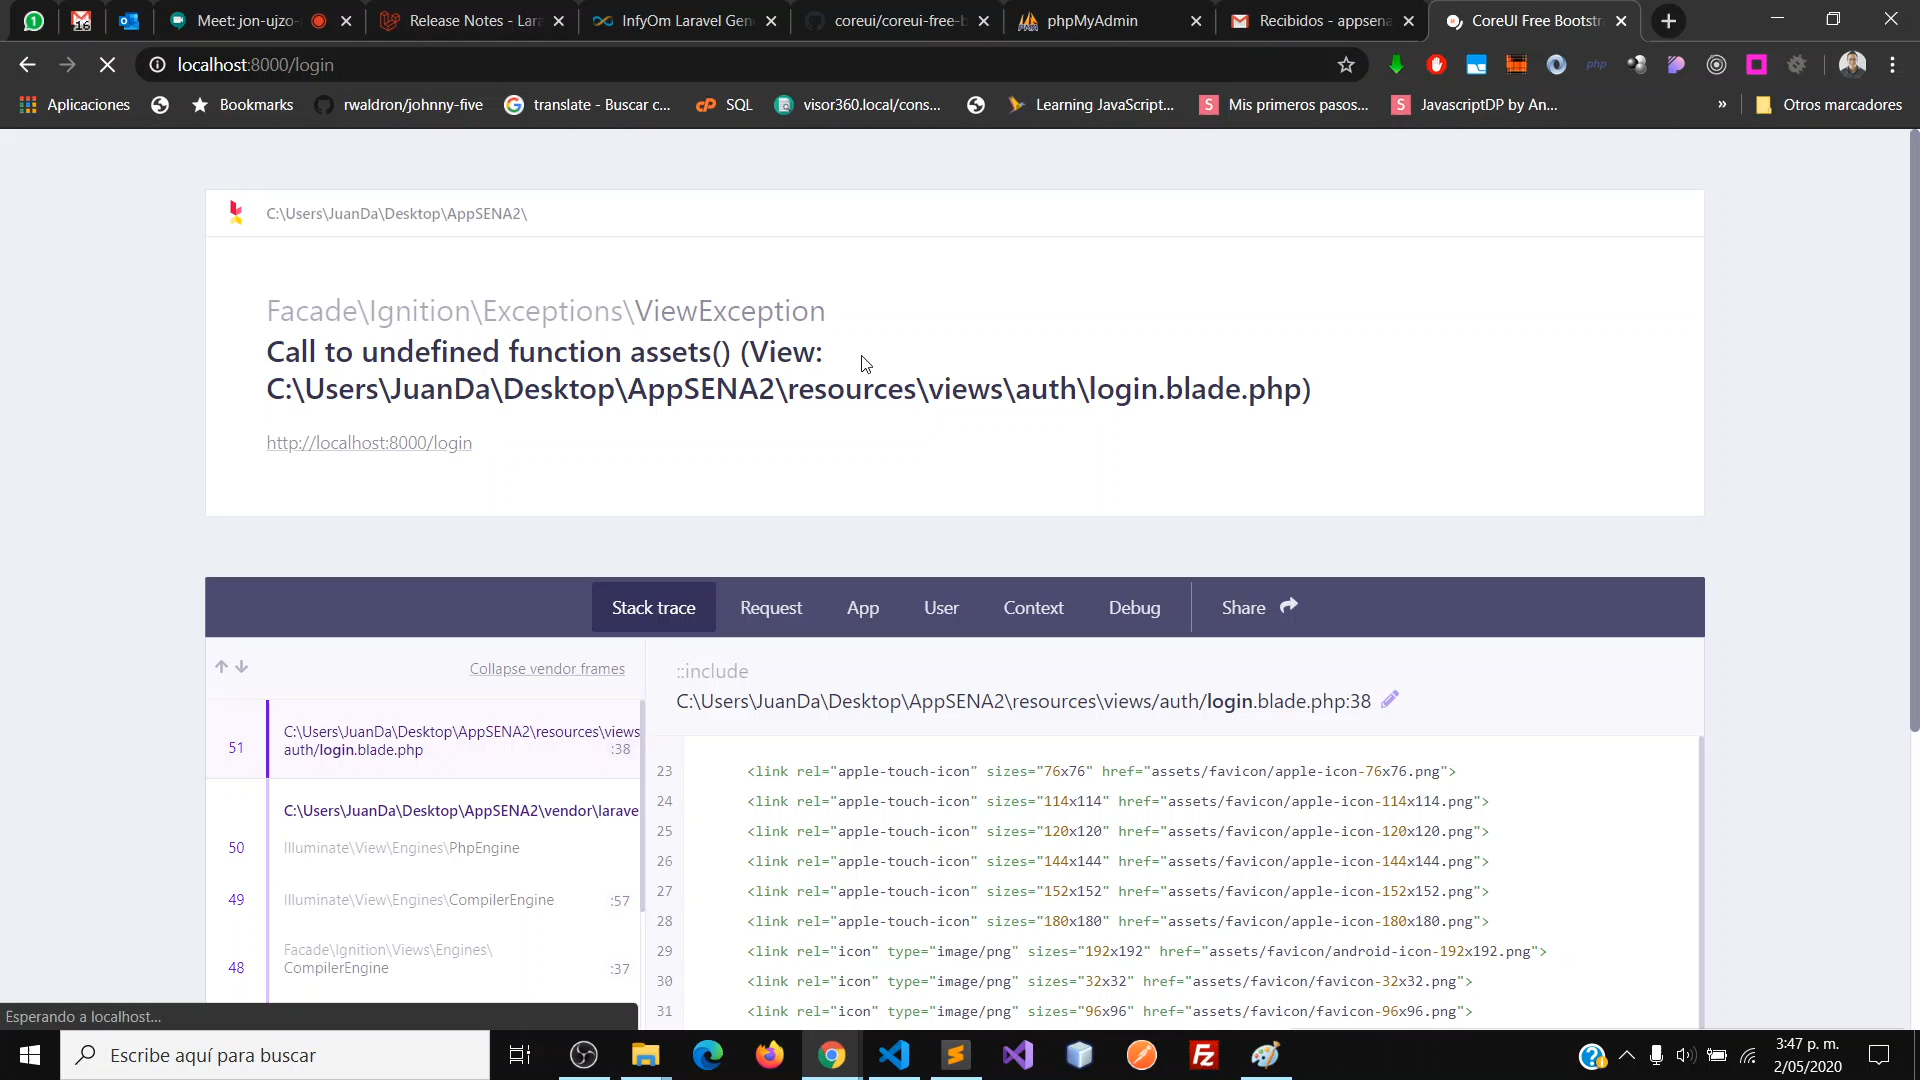 Meet: jon-ujzo-
Release Notes - Lara
InfyOm Laravel Gen
coreui/coreui-free-b
phpMyAdmin
Recibidos - appsena
CoreUI Free Bootstr
localhost:8000/login
Aplicaciones
Bookmarks
rwaldron/johnny-five
translate - Buscar c...
SQL
visor360.local/cons...
Learning JavaScript...
Mis primeros pasos...
JavascriptDP by An...
»
Otros marcadores
C:\Users\JuanDa\Desktop\AppSENA2\
Facade\Ignition\Exceptions\ViewException
Call to undefined function assets() (View:
C:\Users\JuanDa\Desktop\AppSENA2\resources\views\auth\login.blade.php)
http://localhost:8000/login
Stack trace
Request
App
User
Context
Debug
Share
Collapse vendor frames
51
C:\Users\JuanDa\Desktop\AppSENA2\resources\views
auth/login.blade.php
:38
C:\Users\JuanDa\Desktop\AppSENA2\vendor\larave
50
Illuminate\View\Engines\PhpEngine
49
Illuminate\View\Engines\CompilerEngine
:57
Facade\Ignition\Views\Engines\
48
CompilerEngine
:37
::include
C:\Users\JuanDa\Desktop\AppSENA2\resources\views/auth/login.blade.php:38
23 <link rel="apple-touch-icon" sizes="76x76" href="assets/favicon/apple-icon-76x76.png">
24 <link rel="apple-touch-icon" sizes="114x114" href="assets/favicon/apple-icon-114x114.png">
25 <link rel="apple-touch-icon" sizes="120x120" href="assets/favicon/apple-icon-120x120.png">
26 <link rel="apple-touch-icon" sizes="144x144" href="assets/favicon/apple-icon-144x144.png">
27 <link rel="apple-touch-icon" sizes="152x152" href="assets/favicon/apple-icon-152x152.png">
28 <link rel="apple-touch-icon" sizes="180x180" href="assets/favicon/apple-icon-180x180.png">
29 <link rel="icon" type="image/png" sizes="192x192" href="assets/favicon/android-icon-192x192.png">
30 <link rel="icon" type="image/png" sizes="32x32" href="assets/favicon/favicon-32x32.png">
31 <link rel="icon" type="image/png" sizes="96x96" href="assets/favicon/favicon-96x96.png">
Esperando a localhost...
Escribe aquí para buscar
3:47 p. m.
2/05/2020